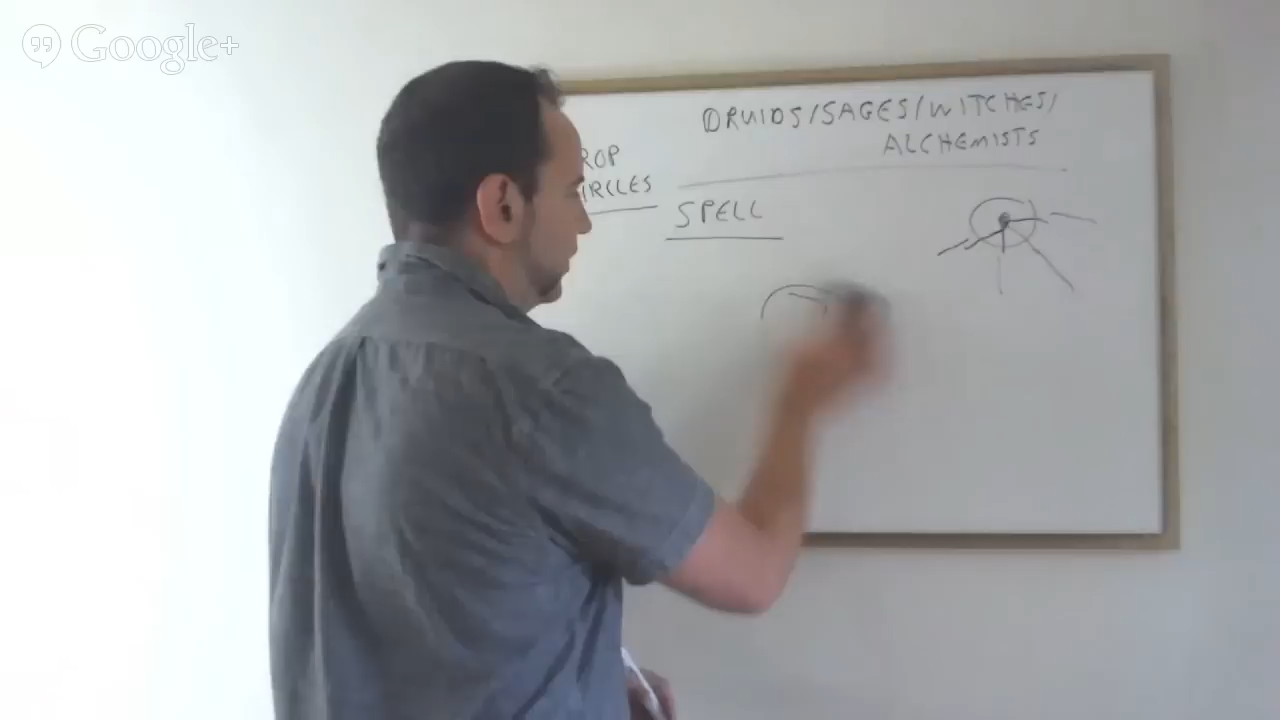 Google+
DRUIDS/SAGES/WITCHES/
ALCHEMISTS
ROP
IRCLES
SPELL